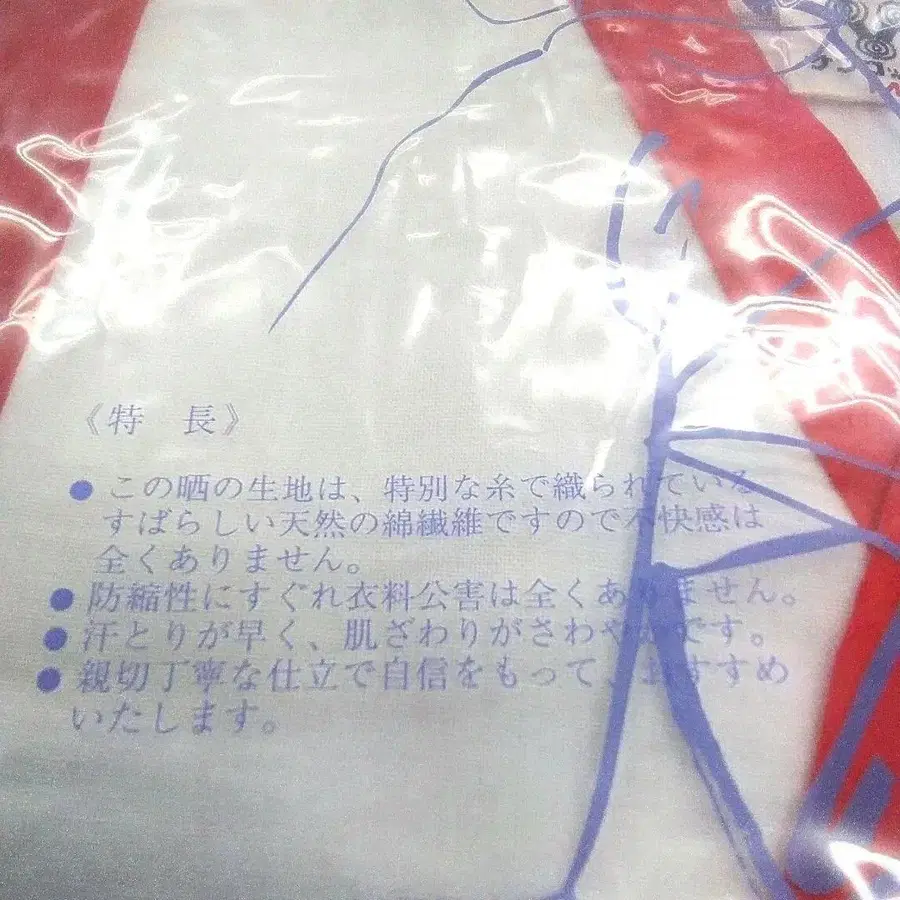 《特　長》
●この晒の生地は、特別な糸で織られている
すばらしい天然の綿繊維ですので不快感は
全くありません。
●防縮性にすぐれ衣料公害は全くありません。
●汗とりが早く、肌ざわりがさわやかです。
●親切丁寧な仕立で自信をもって、おすすめ
いたします。